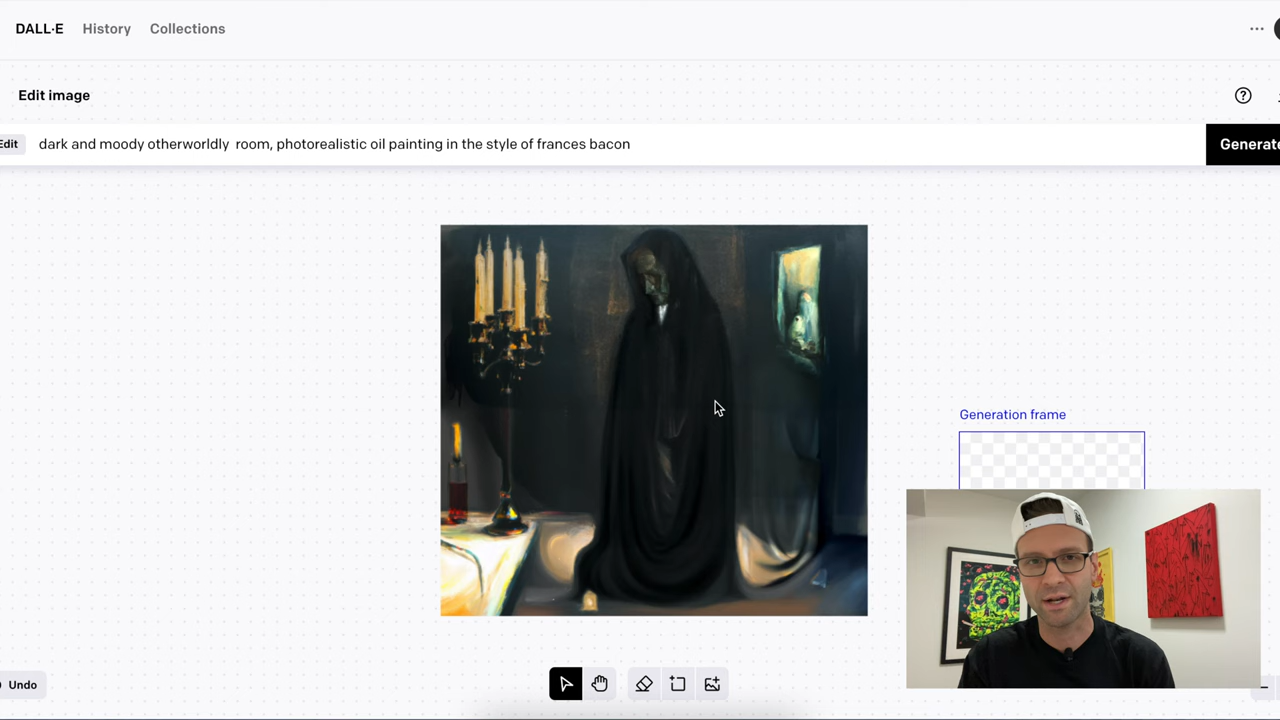 DALL·E History Collections
Edit image
Edit dark and moody otherworldly  room, photorealistic oil painting in the style of frances bacon Generate
Generation frame
Undo